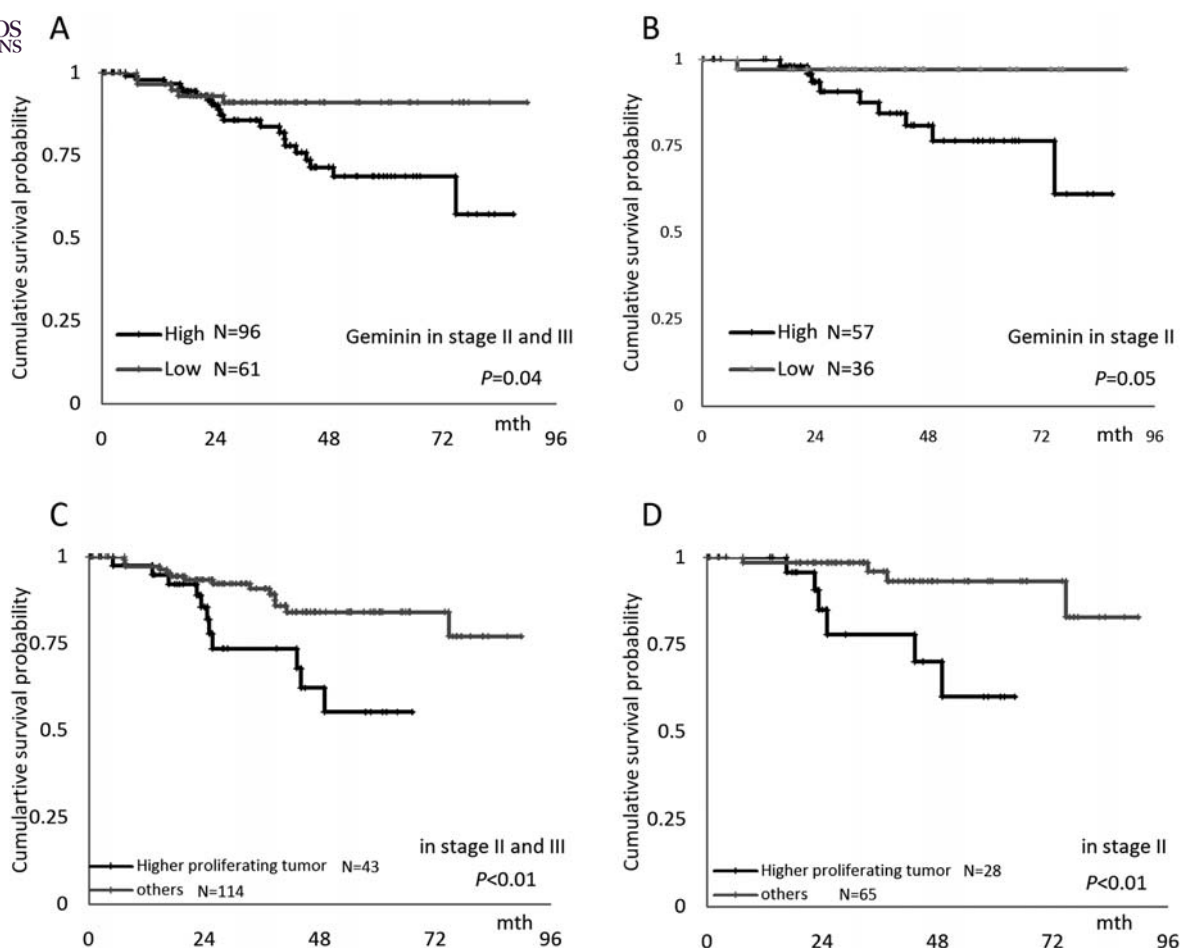 OS
NS
A
Cumulative surivival probability
1
0.75
0.5
0.25
0
High N=96
Low N=61
Geminin in stage II and III
P=0.04
0 24 48 72 mth 96
B
Cumulative survival probability
1
0.75
0.5
0.25
0
High N=57
Low N=36
Geminin in stage II
P=0.05
0 24 48 72 mth 96
C
Cumulartive survival probability
1
0.75
0.5
0.25
0
Higher proliferating tumor N=43
others N=114
in stage II and III
P<0.01
mth
0 24 48 72 96
D
Cumulative survival probability
1
0.75
0.5
0.25
0
Higher proliferating tumor N=28
others N=65
in stage II
P<0.01
mth
0 24 48 72 96